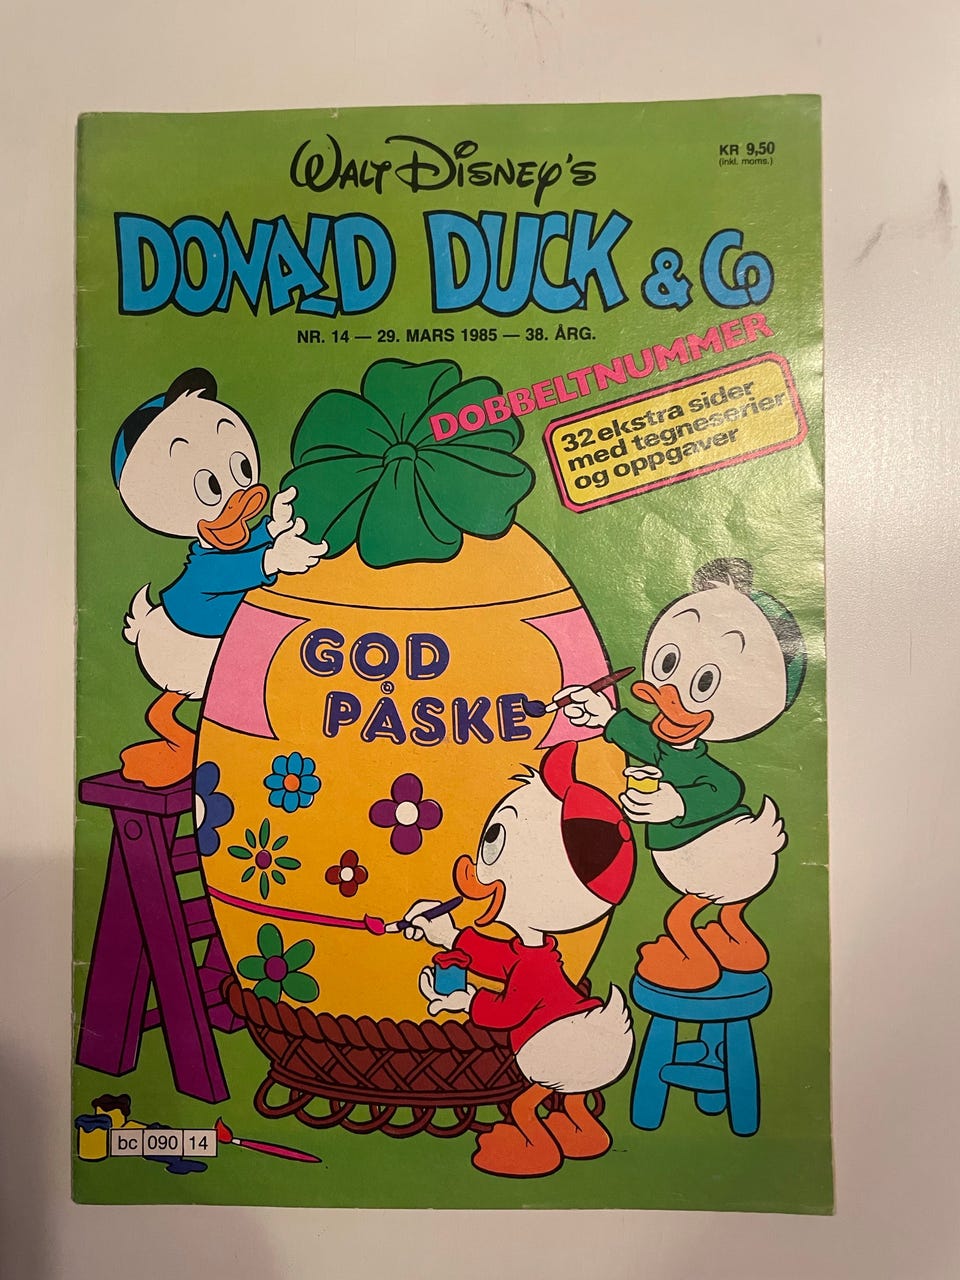 WALT DISNEY'S
KR 9,50
(inkl. moms.)
DONALD DUCK & Co
NR. 14 — 29. MARS 1985 — 38. ÅRG.
DOBBELTNUMMER
32 ekstra sider
med tegneserier
og oppgaver
GOD
PÅSKE
bc 090 14